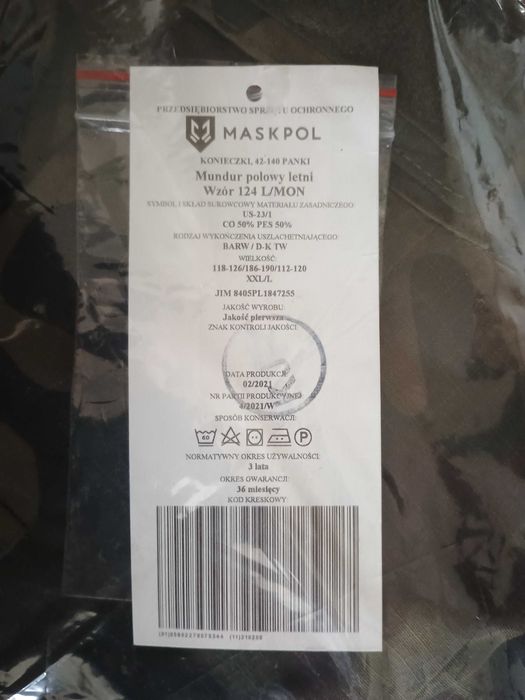 PRZEDSIĘBIORSTWO SPRZĘTU OCHRONNEGO
MASKPOL
KONIECZKI, 42-140 PANKI
Mundur polowy letni
Wzór 124 L/MON
SYMBOL I SKŁAD SUROWCOWY MATERIAŁU ZASADNICZEGO
US-23/1
CO 50% PES 50%
RODZAJ WYKOŃCZENIA USZLACHETNIAJĄCEGO:
BARW / D-K TW
WIELKOŚĆ:
118-126/186-190/112-120
XXL/L
JIM 8405PL1847255
JAKOŚĆ WYROBU:
Jakość pierwsza
ZNAK KONTROLI JAKOŚCI:
DATA PRODUKCJI:
02/2021
NR PARTII PRODUKCYJNEJ
4/2021/W
SPOSÓB KONSERWACJI:
60 P
NORMATYWNY OKRES UŻYWALNOŚCI:
3 lata
OKRES GWARANCJI:
36 miesięcy
KOD KRESKOWY